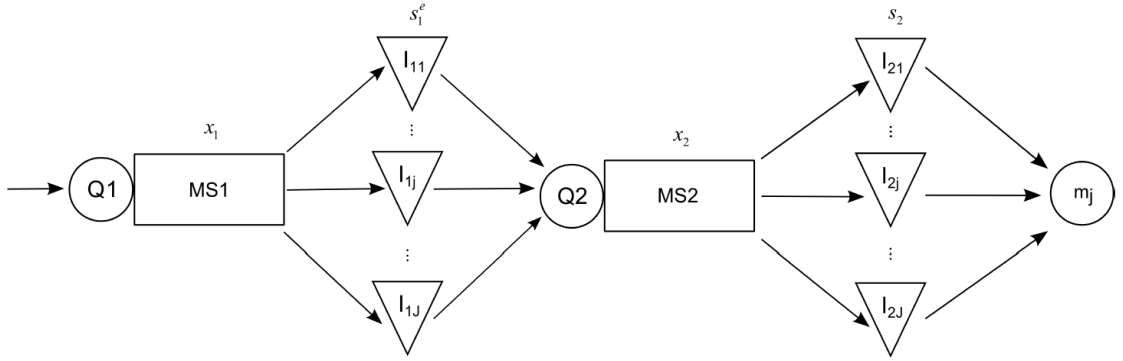 s₁ᵉ
s₂
I₁₁
I₂₁
x₁
...
x₂
...
Q1
MS1
I₁ⱼ
Q2
MS2
I₂ⱼ
mⱼ
...
...
I₁J
I₂J